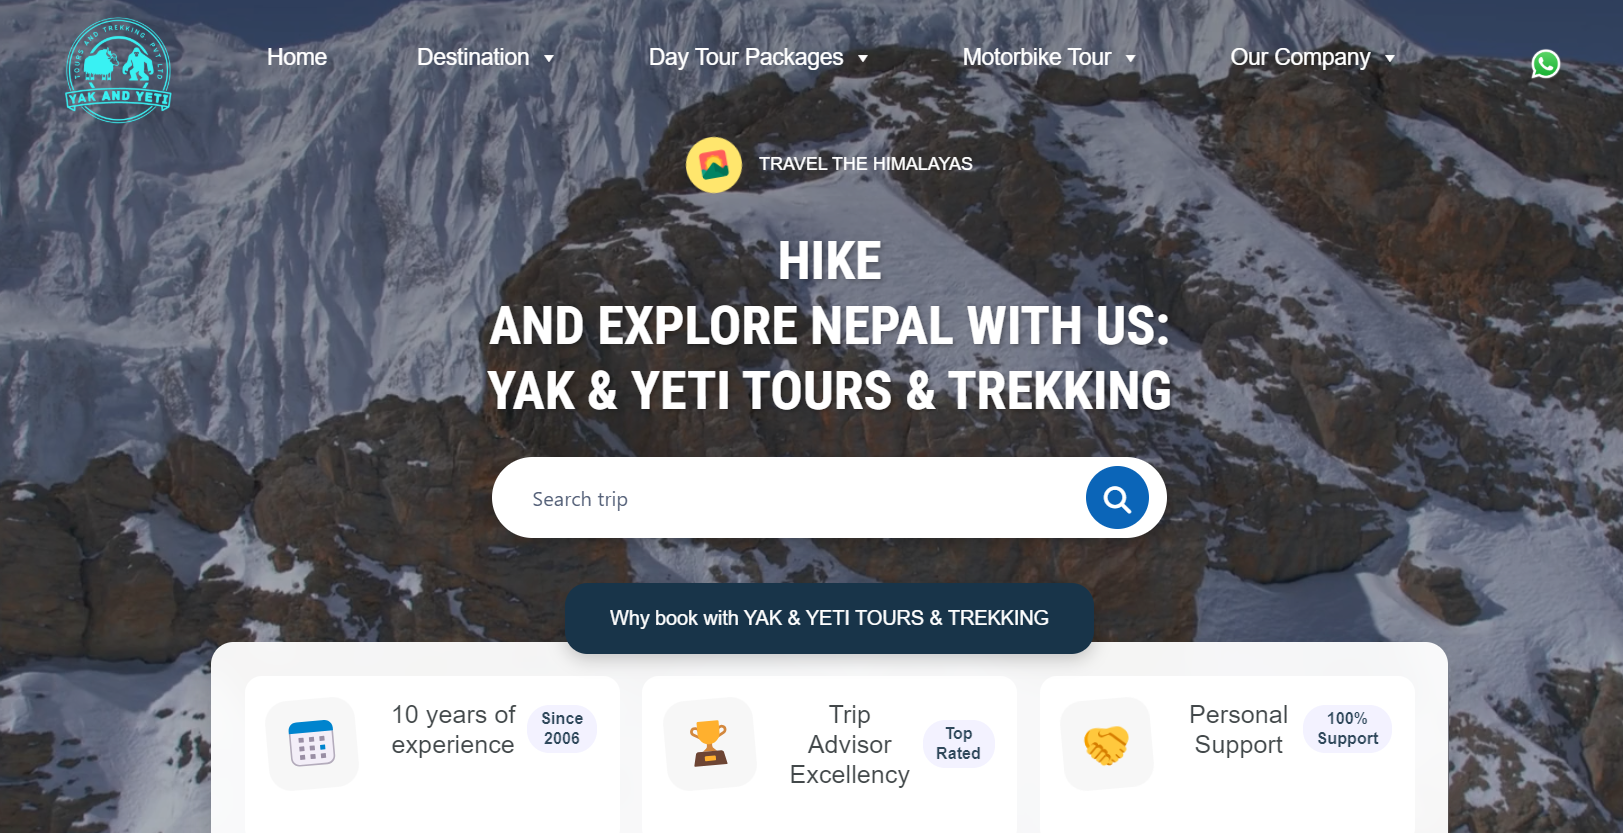 TOURS AND TREKKING PVT LTD
YAK AND YETI
Home
Destination
Day Tour Packages
Motorbike Tour
Our Company
TRAVEL THE HIMALAYAS
HIKE
AND EXPLORE NEPAL WITH US:
YAK & YETI TOURS & TREKKING
Search trip
Why book with YAK & YETI TOURS & TREKKING
10 years of
experience
Since
2006
Trip
Advisor
Excellency
Top
Rated
Personal
Support
100%
Support